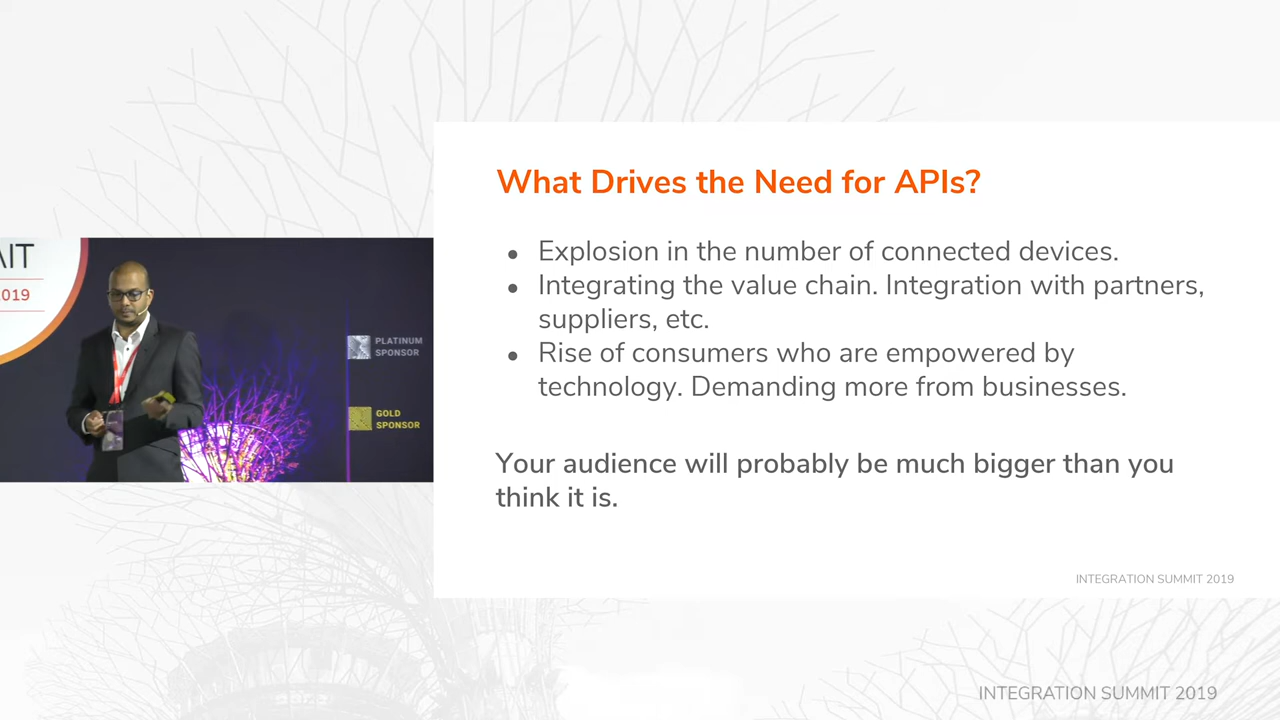 What Drives the Need for APIs?
• Explosion in the number of connected devices.
• Integrating the value chain. Integration with partners,
suppliers, etc.
• Rise of consumers who are empowered by
technology. Demanding more from businesses.
Your audience will probably be much bigger than you
think it is.
INTEGRATION SUMMIT 2019
2019
PLATINUM
SPONSOR
GOLD
SPONSOR
INTEGRATION SUMMIT 2019